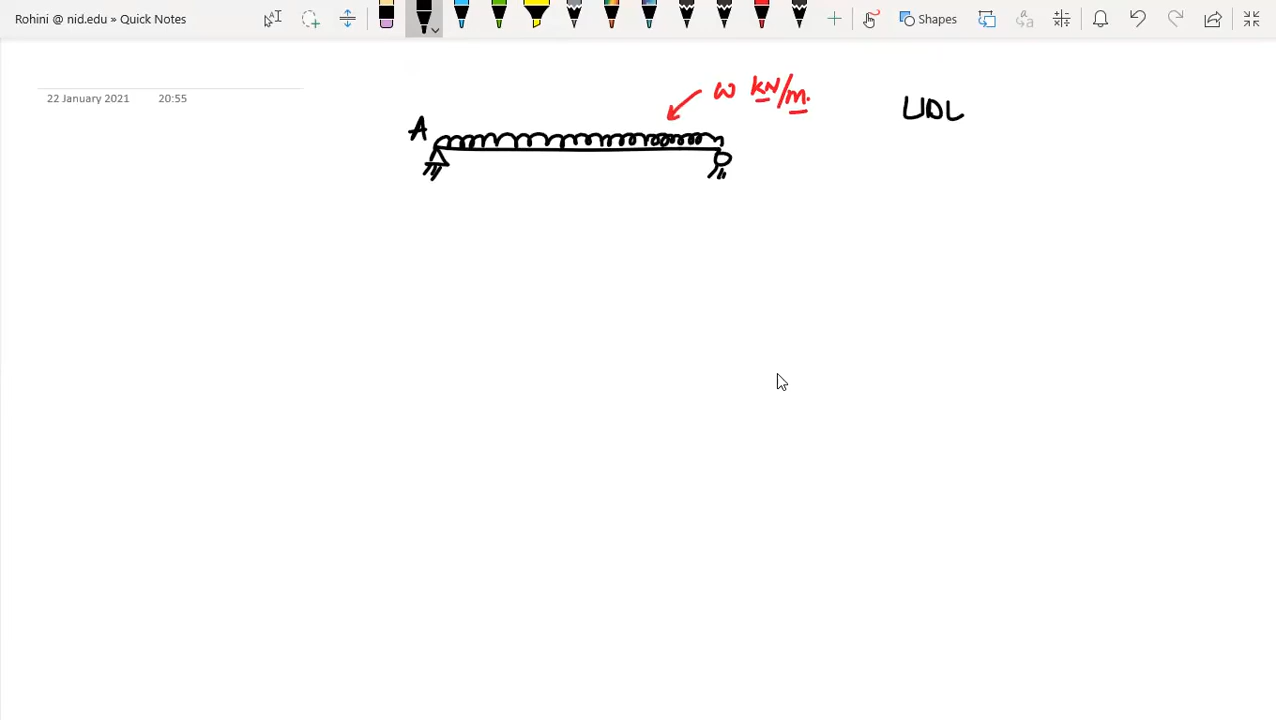 Rohini @ nid.edu » Quick Notes
Shapes
22 January 2021 20:55
w kN/m.
UDL
A